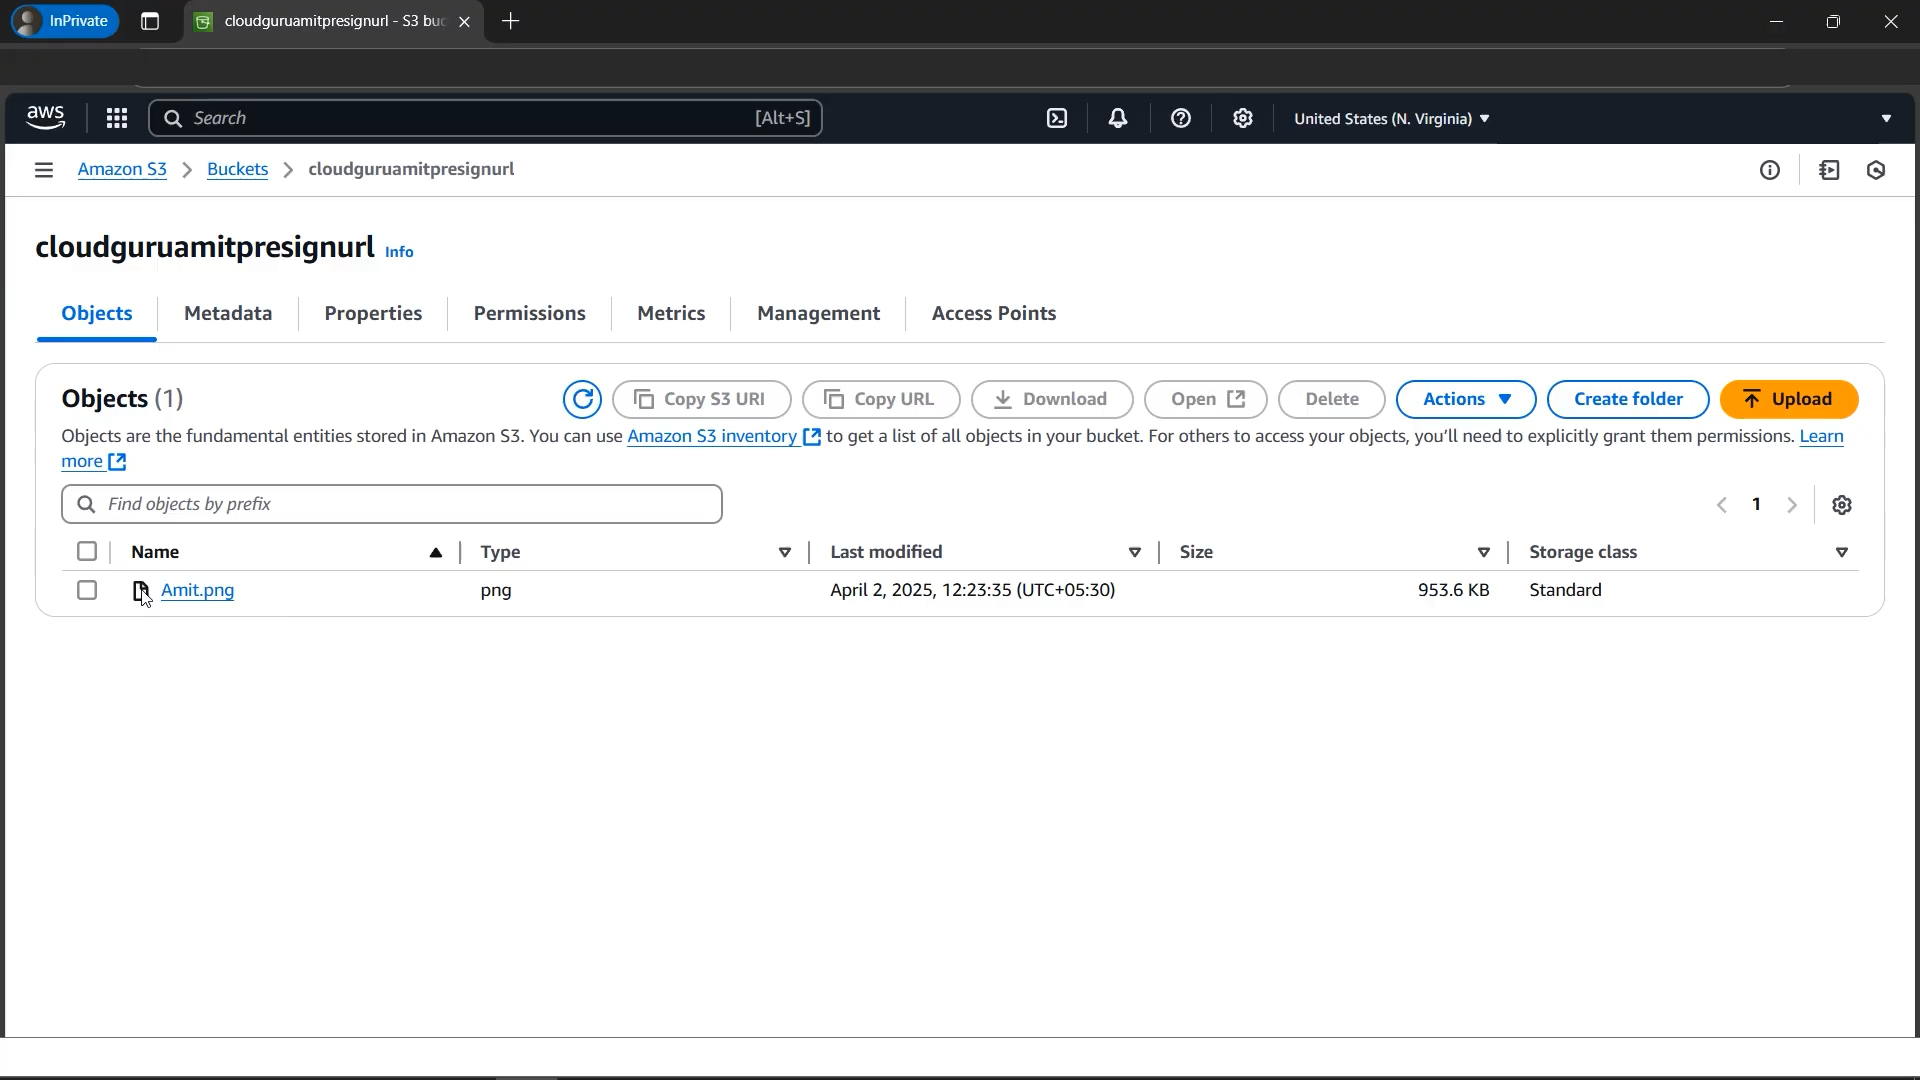 InPrivate
cloudguruamitpresignurl - S3 buc
aws
Search [Alt+S]
United States (N. Virginia)
Amazon S3 > Buckets > cloudguruamitpresignurl
cloudguruamitpresignurl Info
Objects Metadata Properties Permissions Metrics Management Access Points
Objects (1)
Copy S3 URI Copy URL Download Open Delete Actions Create folder Upload
Objects are the fundamental entities stored in Amazon S3. You can use Amazon S3 inventory to get a list of all objects in your bucket. For others to access your objects, you'll need to explicitly grant them permissions. Learn
more
Find objects by prefix
1
Name Type Last modified Size Storage class
Amit.png png April 2, 2025, 12:23:35 (UTC+05:30) 953.6 KB Standard